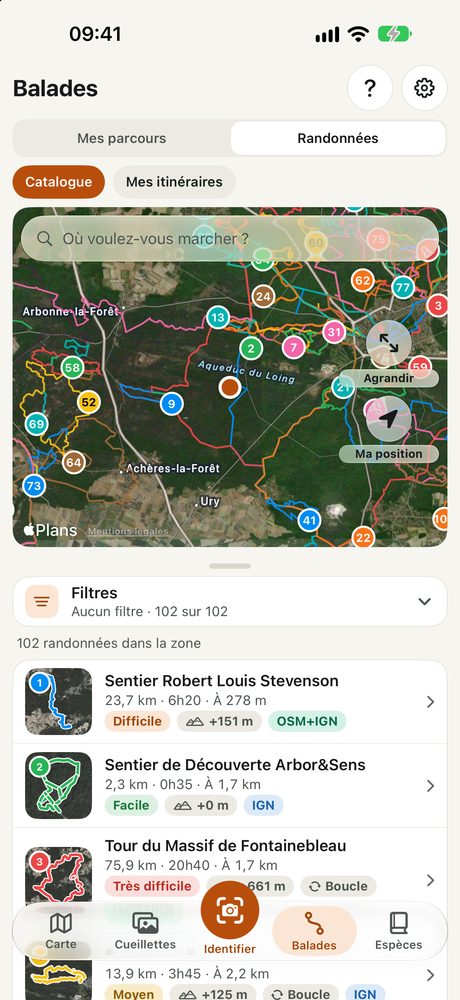 09:41
Balades
?
Mes parcours
Randonnées
Catalogue
Mes itinéraires
Où voulez-vous marcher ?
60
75
62
77
24
3
Arbonne-la-Forêt
13
31
2
7
58
Aqueduc du Loing
59
Agrandir
21
52
9
69
Ma position
64
Achères-la-Forêt
73
Ury
41
10
22
Plans
Mentions légales
Filtres
Aucun filtre · 102 sur 102
102 randonnées dans la zone
1
Sentier Robert Louis Stevenson
23,7 km · 6h20 · À 278 m
Difficile
+151 m
OSM+IGN
2
Sentier de Découverte Arbor&Sens
2,3 km · 0h35 · À 1,7 km
Facile
+0 m
IGN
3
Tour du Massif de Fontainebleau
75,9 km · 20h40 · À 1,7 km
Très difficile
661 m
Boucle
Carte
Cueillettes
Identifier
Balades
Espèces
13,9 km · 3h45 · À 2,2 km
Moyen
+125 m
Boucle
IGN